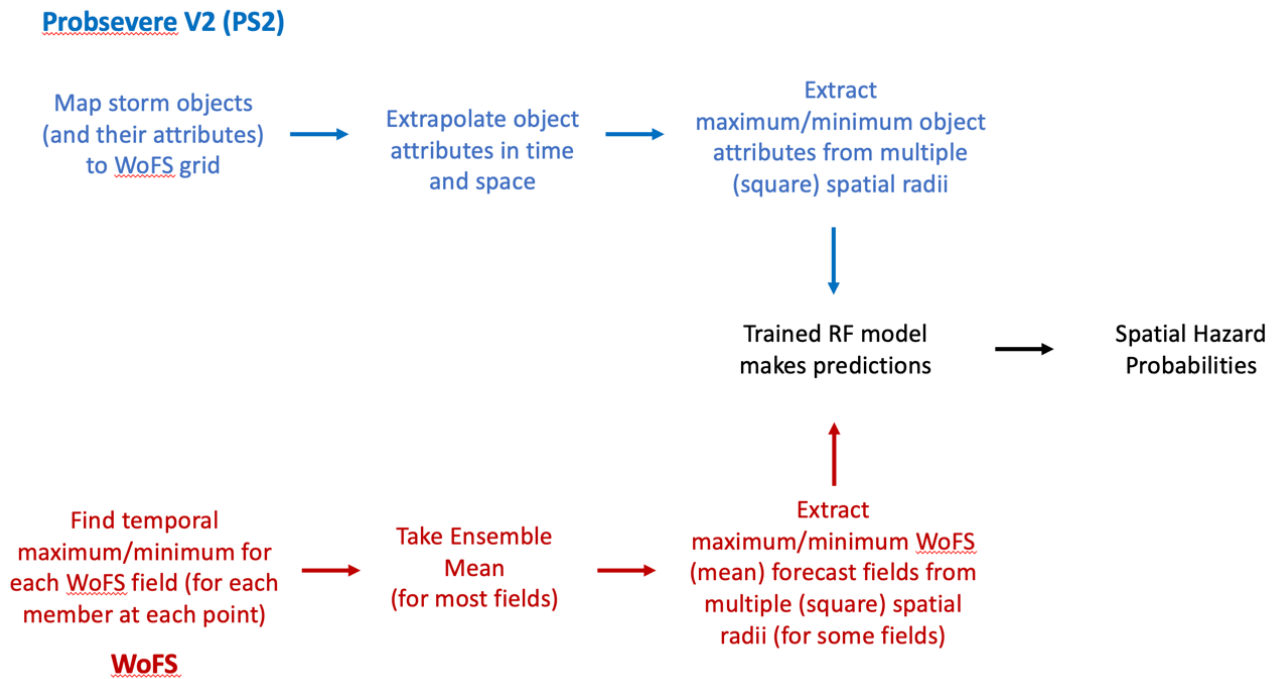 Probsevere V2 (PS2)
Map storm objects
(and their attributes)
to WoFS grid
Extrapolate object
attributes in time
and space
Extract
maximum/minimum object
attributes from multiple
(square) spatial radii
Trained RF model
makes predictions
Spatial Hazard
Probabilities
Find temporal
maximum/minimum for
each WoFS field (for each
member at each point)
Take Ensemble
Mean
(for most fields)
Extract
maximum/minimum WoFS
(mean) forecast fields from
multiple (square) spatial
radii (for some fields)
WoFS